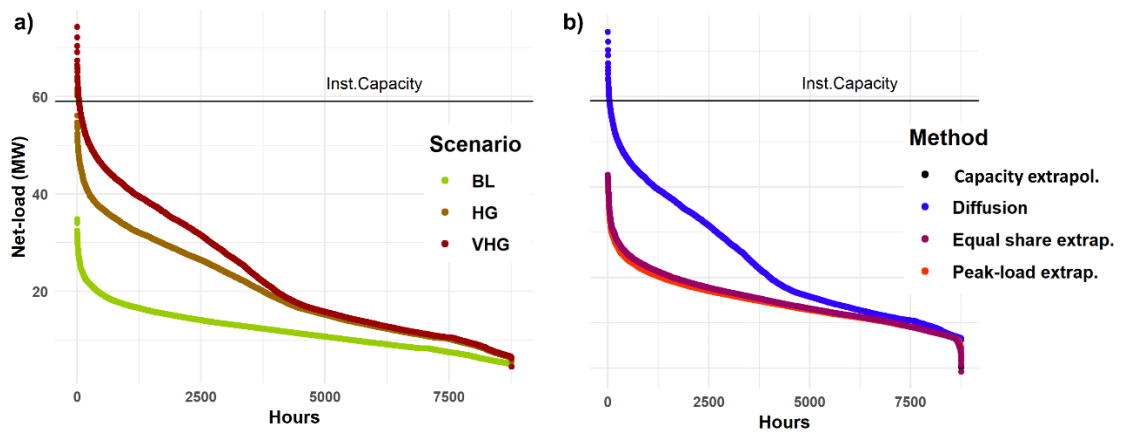 a)
Net-load (MW)
60
40
20
Inst.Capacity
Scenario
BL
HG
VHG
0
2500
5000
7500
Hours
b)
Inst.Capacity
Method
Capacity extrapol.
Diffusion
Equal share extrap.
Peak-load extrap.
0
2500
5000
7500
Hours